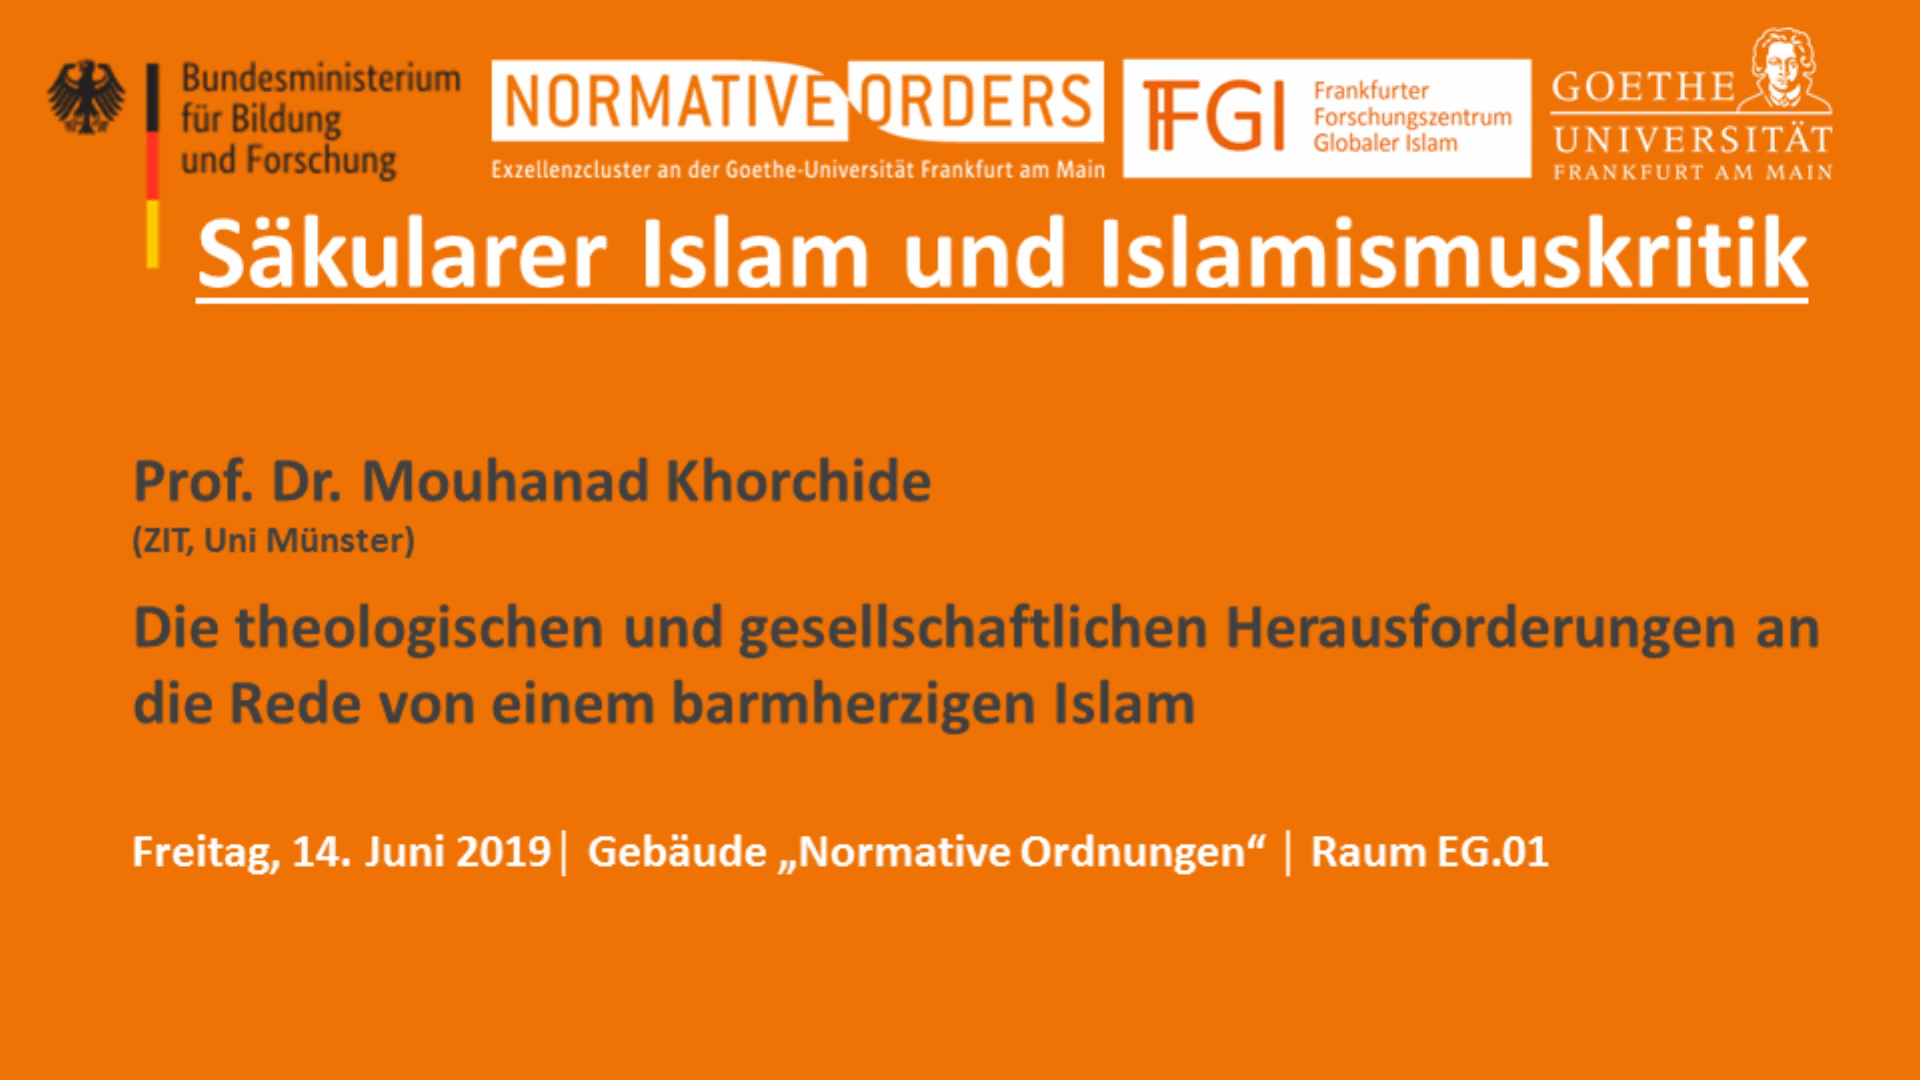 Bundesministerium
für Bildung
und Forschung
NORMATIVE ORDERS
Exzellenzcluster an der Goethe-Universität Frankfurt am Main
FFGI
Frankfurter
Forschungszentrum
Globaler Islam
GOETHE
UNIVERSITÄT
FRANKFURT AM MAIN
Säkularer Islam und Islamismuskritik
Prof. Dr. Mouhanad Khorchide
(ZIT, Uni Münster)
Die theologischen und gesellschaftlichen Herausforderungen an
die Rede von einem barmherzigen Islam
Freitag, 14. Juni 2019| Gebäude „Normative Ordnungen“ | Raum EG.01